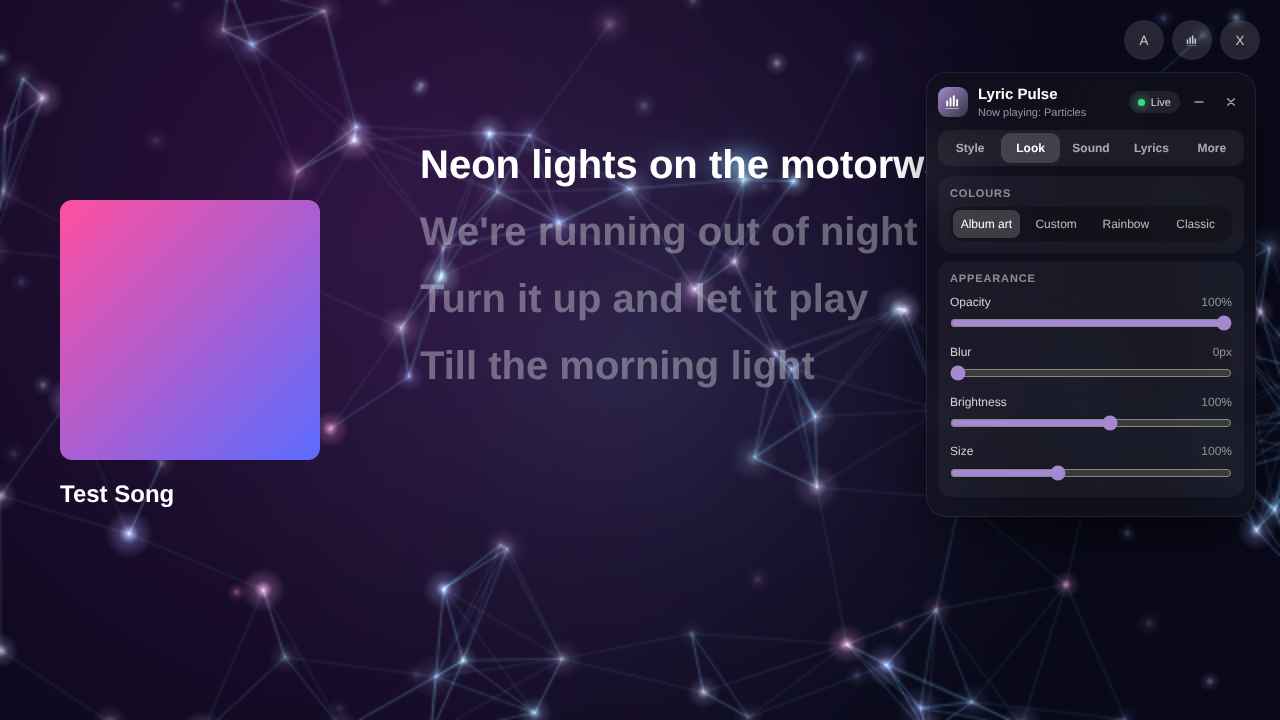 A
X
Lyric Pulse
Now playing: Particles
Live
Style Look Sound Lyrics More
COLOURS
Album art Custom Rainbow Classic
APPEARANCE
Opacity 100%
Blur 0px
Brightness 100%
Size 100%
Neon lights on the
We're running out of night
Turn it up and let it play
Till the morning light
Test Song